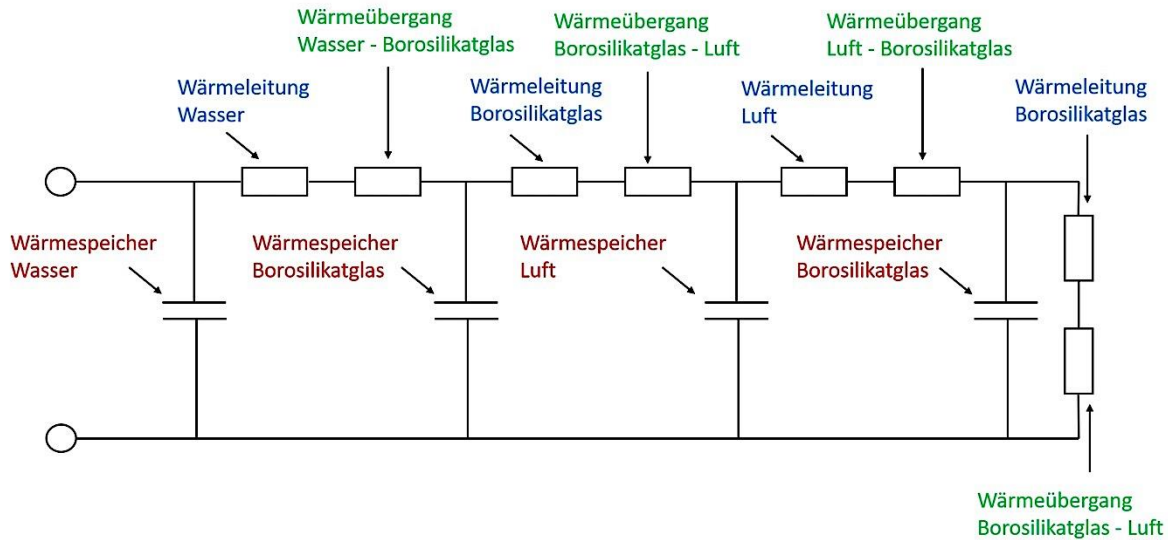 Wärmeübergang
Wasser - Borosilikatglas
Wärmeübergang
Borosilikatglas - Luft
Wärmeübergang
Luft - Borosilikatglas
Wärmeleitung
Wasser
Wärmeleitung
Borosilikatglas
Wärmeleitung
Luft
Wärmeleitung
Borosilikatglas
Wärmespeicher
Wasser
Wärmespeicher
Borosilikatglas
Wärmespeicher
Luft
Wärmespeicher
Borosilikatglas
Wärmeübergang
Borosilikatglas - Luft